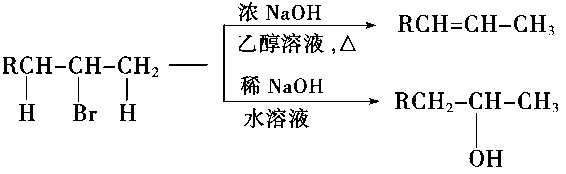 浓 NaOH
乙醇溶液,△
RCH=CH—CH₃
RCH—CH—CH₂
H Br H
稀 NaOH
水溶液
RCH₂—CH—CH₃
OH